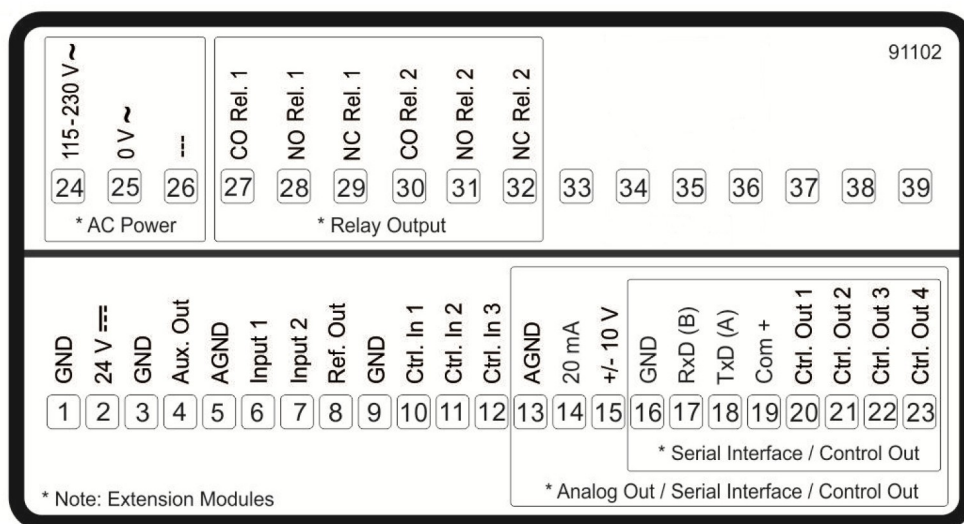 91102
115-230 V ~
0 V ~
---
CO Rel. 1
NO Rel. 1
NC Rel. 1
CO Rel. 2
NO Rel. 2
NC Rel. 2
24 25 26 27 28 29 30 31 32 33 34 35 36 37 38 39
* AC Power
* Relay Output
GND
24 V ⎓
GND
Aux. Out
AGND
Input 1
Input 2
Ref. Out
GND
Ctrl. In 1
Ctrl. In 2
Ctrl. In 3
AGND
20 mA
+/- 10 V
GND
RxD (B)
TxD (A)
Com +
Ctrl. Out 1
Ctrl. Out 2
Ctrl. Out 3
Ctrl. Out 4
1 2 3 4 5 6 7 8 9 10 11 12 13 14 15 16 17 18 19 20 21 22 23
* Serial Interface / Control Out
* Analog Out / Serial Interface / Control Out
* Note: Extension Modules